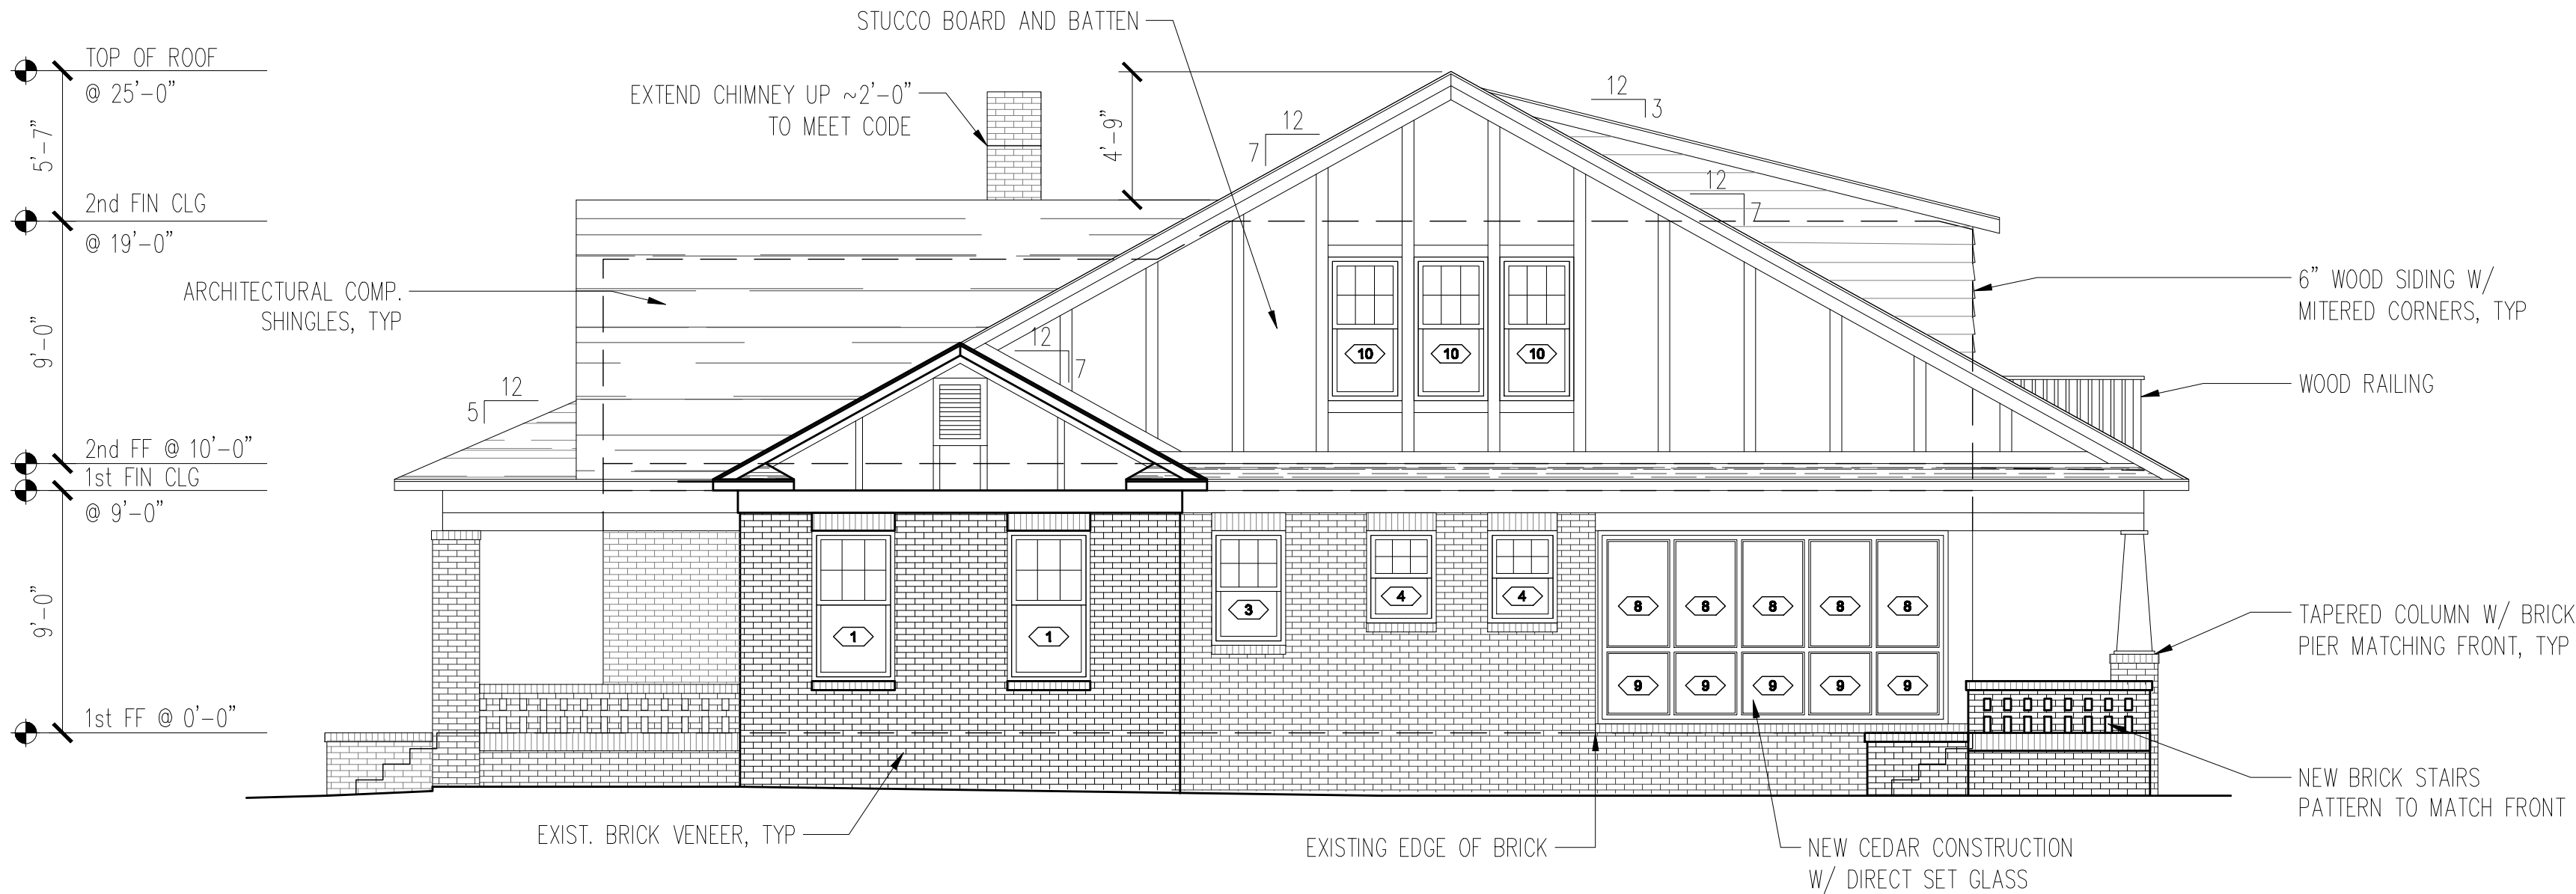 STUCCO BOARD AND BATTEN
TOP OF ROOF
@ 25'-0"
5'-7"
EXTEND CHIMNEY UP ~2'-0"
TO MEET CODE
4'-9"
12
7
12
3
2nd FIN CLG
@ 19'-0"
12
7
ARCHITECTURAL COMP.
SHINGLES, TYP
9'-0"
6" WOOD SIDING W/
MITERED CORNERS, TYP
12
7
10
10
10
12
5
WOOD RAILING
2nd FF @ 10'-0"
1st FIN CLG
@ 9'-0"
9'-0"
1
1
3
4
4
8
8
8
8
8
9
9
9
9
9
TAPERED COLUMN W/ BRICK
PIER MATCHING FRONT, TYP
1st FF @ 0'-0"
NEW BRICK STAIRS
PATTERN TO MATCH FRONT
EXIST. BRICK VENEER, TYP
EXISTING EDGE OF BRICK
NEW CEDAR CONSTRUCTION
W/ DIRECT SET GLASS